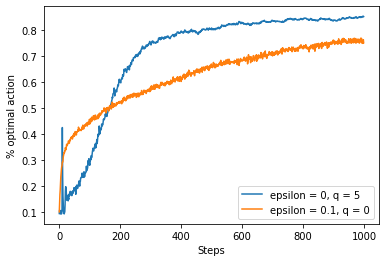 0.8
0.7
0.6
0.5
0.4
0.3
0.2
0.1
% optimal action
0 200 400 600 800 1000
Steps
epsilon = 0, q = 5
epsilon = 0.1, q = 0